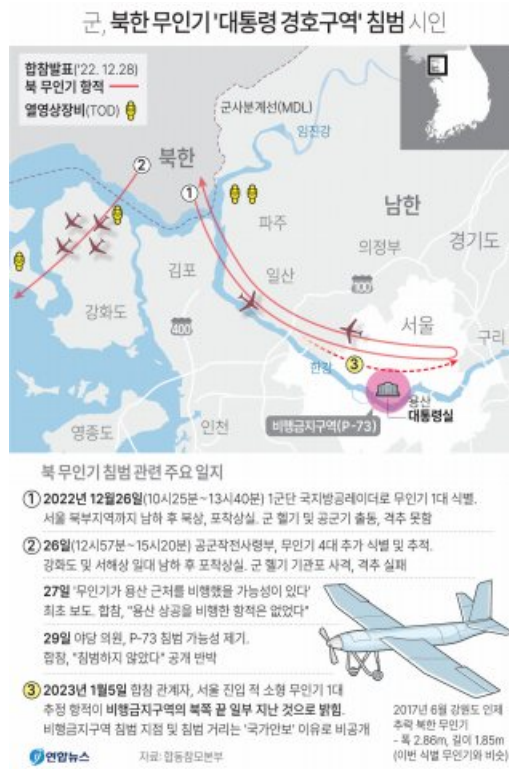 군, 북한 무인기 '대통령 경호구역' 침범 시인
합참발표('22. 12.28)
북 무인기 항적
열영상장비(TOD)
군사분계선(MDL)
임진강
북한
②
①
파주
남한
의정부
경기도
김포
일산
100
강화도
400
서울
구리
③
한강
용산
대통령실
비행금지구역(P-73)
영종도
인천
북 무인기 침범 관련 주요 일지
① 2022년 12월26일(10시25분~13시40분) 1군단 국지방공레이더로 무인기 1대 식별.
서울 북부지역까지 남하 후 북상, 포착상실. 군 헬기 및 공군기 출동, 격추 못함
② 26일(12시57분~15시20분) 공군작전사령부, 무인기 4대 추가 식별 및 추적.
강화도 및 서해상 일대 남하 후 포착상실. 군 헬기 기관포 사격, 격추 실패
27일 '무인기가 용산 근처를 비행했을 가능성이 있다'
최초 보도. 합참, "용산 상공을 비행한 항적은 없었다"
29일 야당 의원, P-73 침범 가능성 제기.
합참, "침범하지 않았다" 공개 반박
③ 2023년 1월5일 합참 관계자, 서울 진입 적 소형 무인기 1대
추정 항적이 비행금지구역의 북쪽 끝 일부 지난 것으로 밝힘.
비행금지구역 침범 지점 및 침범 거리는 '국가안보' 이유로 비공개
2017년 6월 강원도 인제
추락 북한 무인기
- 폭 2.86m, 길이 1.85m
(이번 식별 무인기와 비슷)
연합뉴스
자료: 합동참모본부